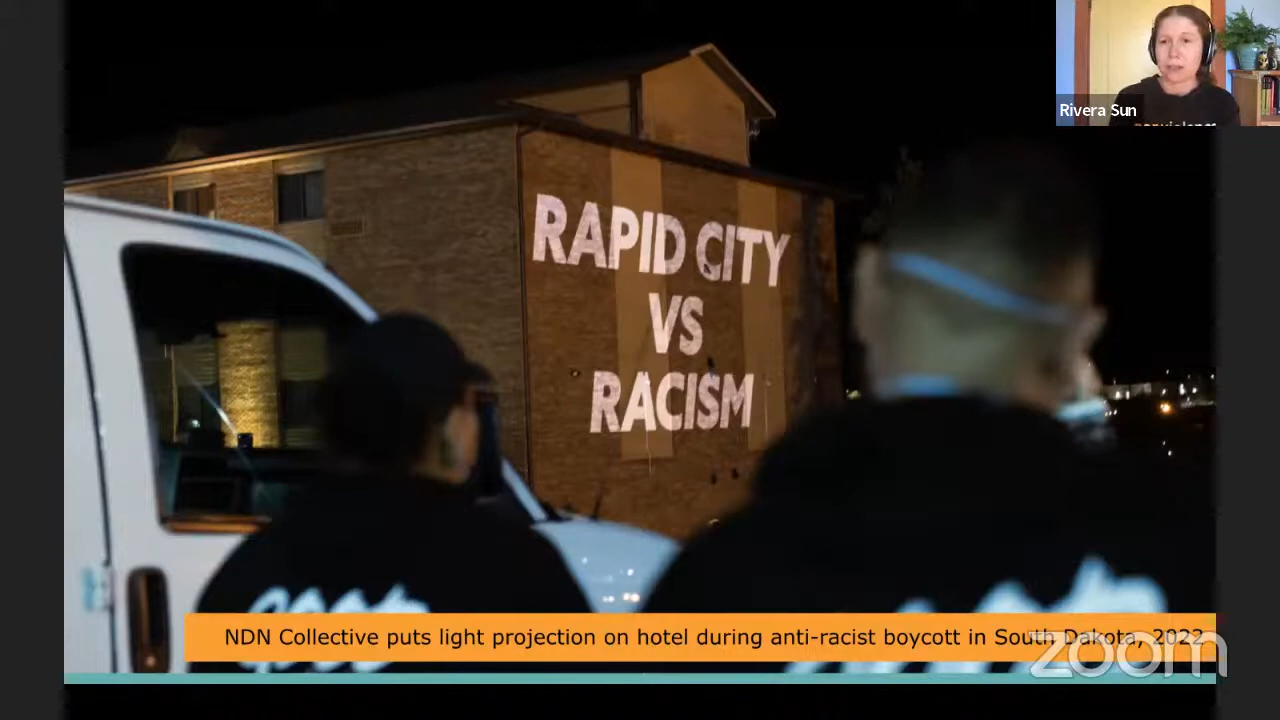 Rivera Sun
RAPID CITY
VS
RACISM
NDN Collective puts light projection on hotel during anti-racist boycott in South Dakota, 2022
zoom